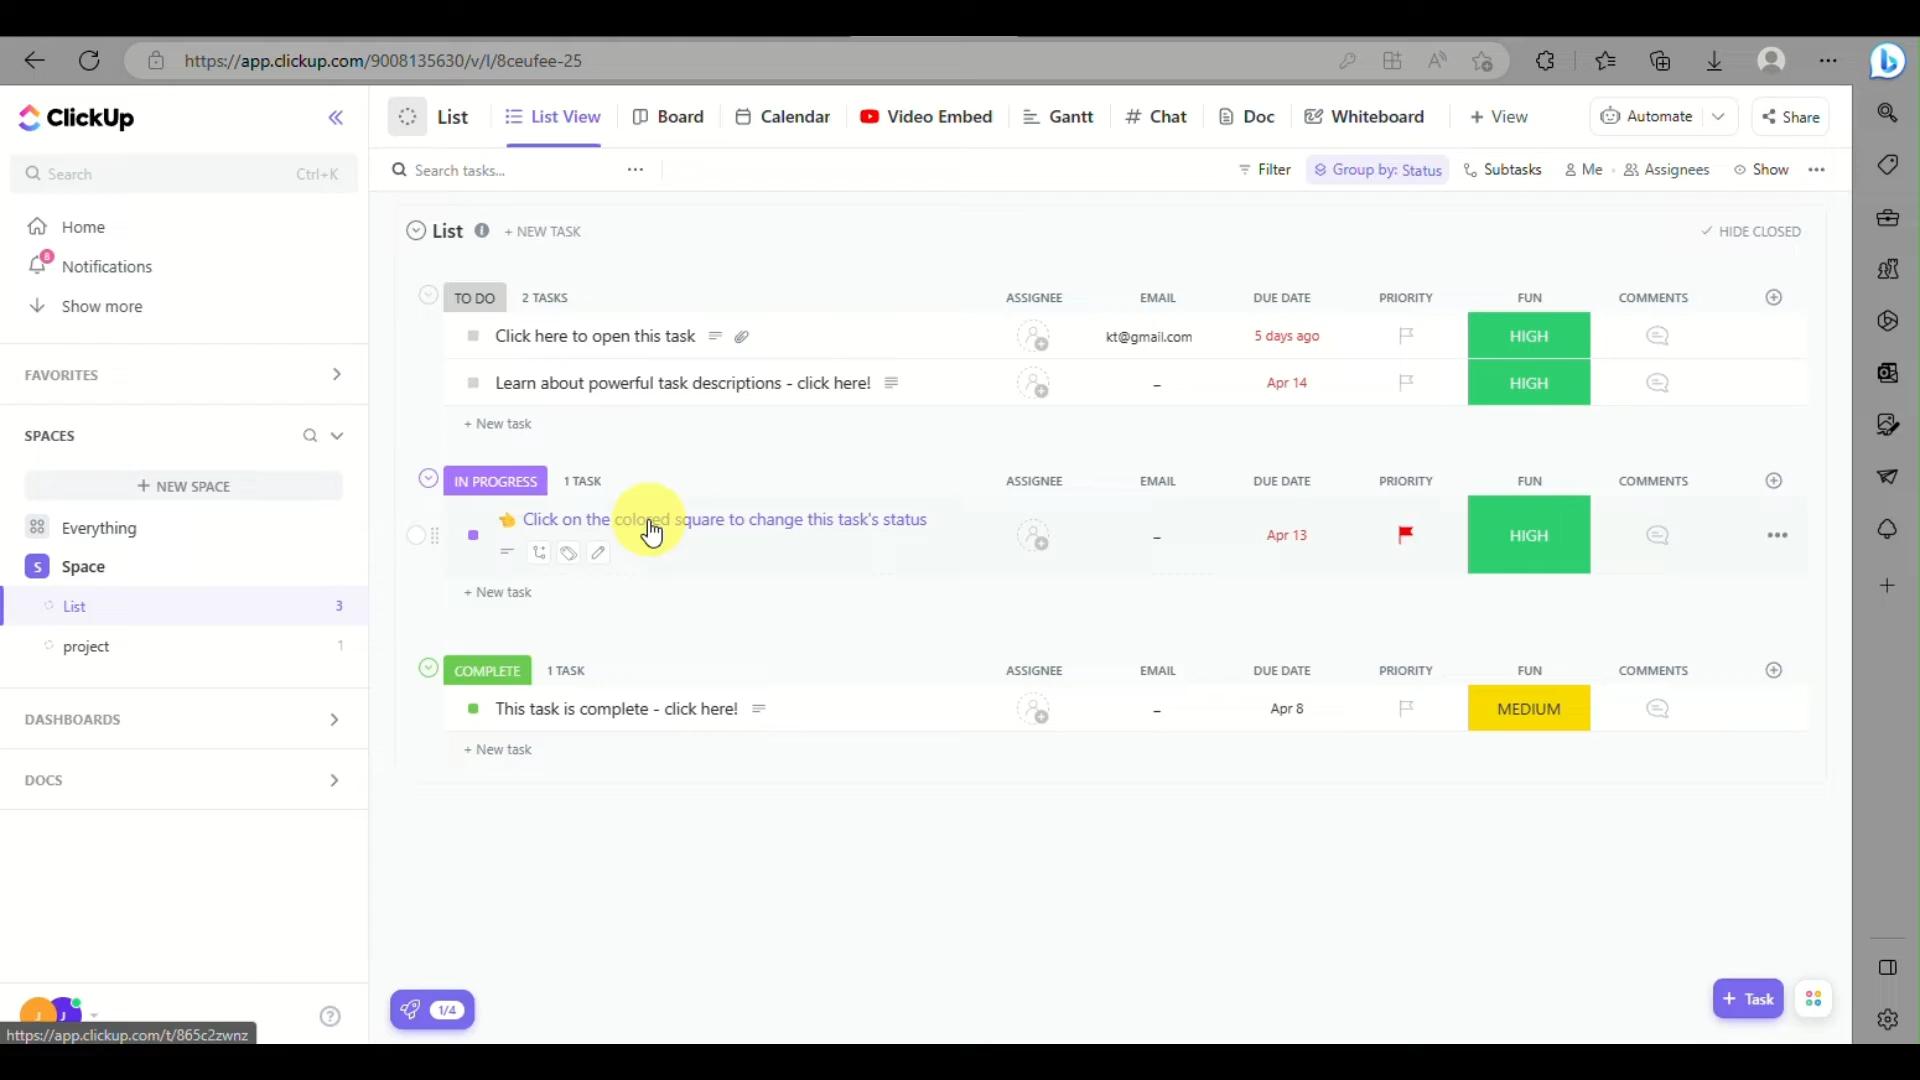 https://app.clickup.com/9008135630/v/l/8ceufee-25
ClickUp
List
List View
Board
Calendar
Video Embed
Gantt
# Chat
Doc
Whiteboard
+ View
Automate
Share
Search
Ctrl+K
Search tasks...
Filter
Group by: Status
Subtasks
Me
Assignees
Show
Home
8
Notifications
Show more
FAVORITES
SPACES
+ NEW SPACE
Everything
S
Space
List
3
project
1
DASHBOARDS
DOCS
J
J
https://app.clickup.com/t/865c2zwnz
List
+ NEW TASK
HIDE CLOSED
TO DO
2 TASKS
ASSIGNEE
EMAIL
DUE DATE
PRIORITY
FUN
COMMENTS
Click here to open this task
kt@gmail.com
5 days ago
HIGH
Learn about powerful task descriptions - click here!
–
Apr 14
HIGH
+ New task
IN PROGRESS
1 TASK
ASSIGNEE
EMAIL
DUE DATE
PRIORITY
FUN
COMMENTS
👈 Click on the colored square to change this task's status
–
Apr 13
HIGH
+ New task
COMPLETE
1 TASK
ASSIGNEE
EMAIL
DUE DATE
PRIORITY
FUN
COMMENTS
This task is complete - click here!
–
Apr 8
MEDIUM
+ New task
1/4
+ Task